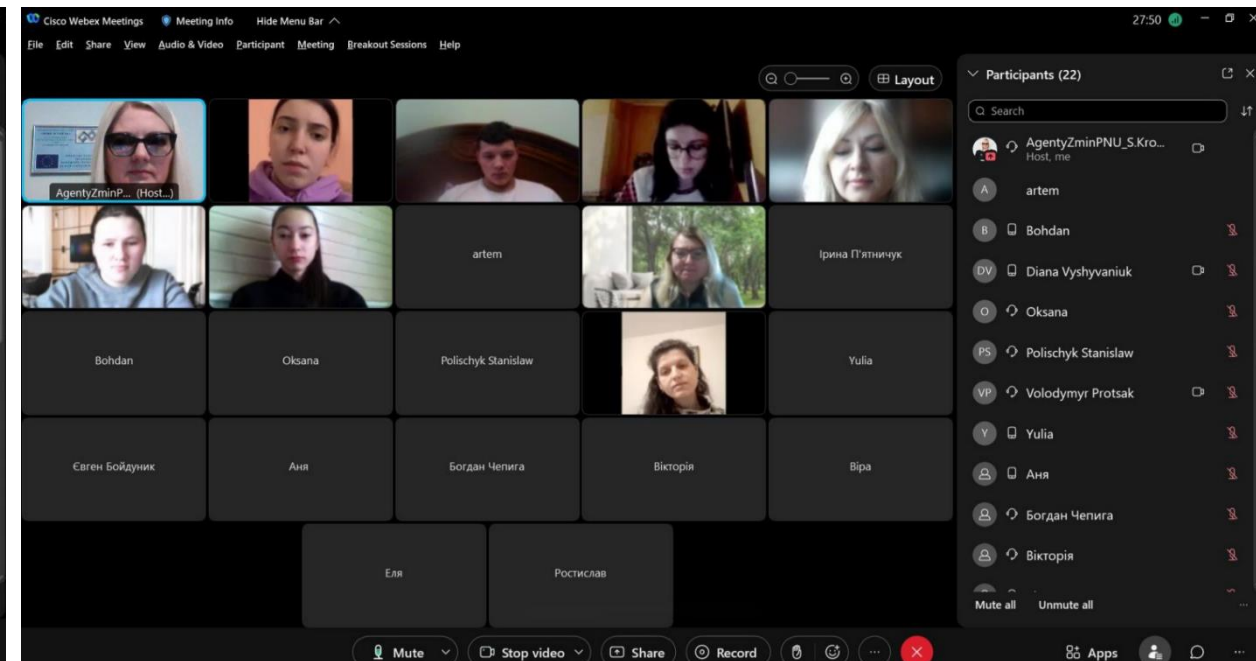 Cisco Webex Meetings Meeting Info Hide Menu Bar 27:50
File Edit Share View Audio & Video Participant Meeting Breakout Sessions Help
Layout
AgentyZminP... (Host...)
artem
Ірина П'ятничук
Bohdan
Oksana
Polischyk Stanislaw
Yulia
Євген Бойдуник
Аня
Богдан Чепига
Вікторія
Віра
Еля
Ростислав
Participants (22)
Search
AgentyZminPNU_S.Kro...
Host, me
A artem
B Bohdan
DV Diana Vyshyvaniuk
O Oksana
PS Polischyk Stanislaw
VP Volodymyr Protsak
Y Yulia
Аня
Богдан Чепига
Вікторія
Mute all Unmute all ...
Mute Stop video Share Record ... Apps ...